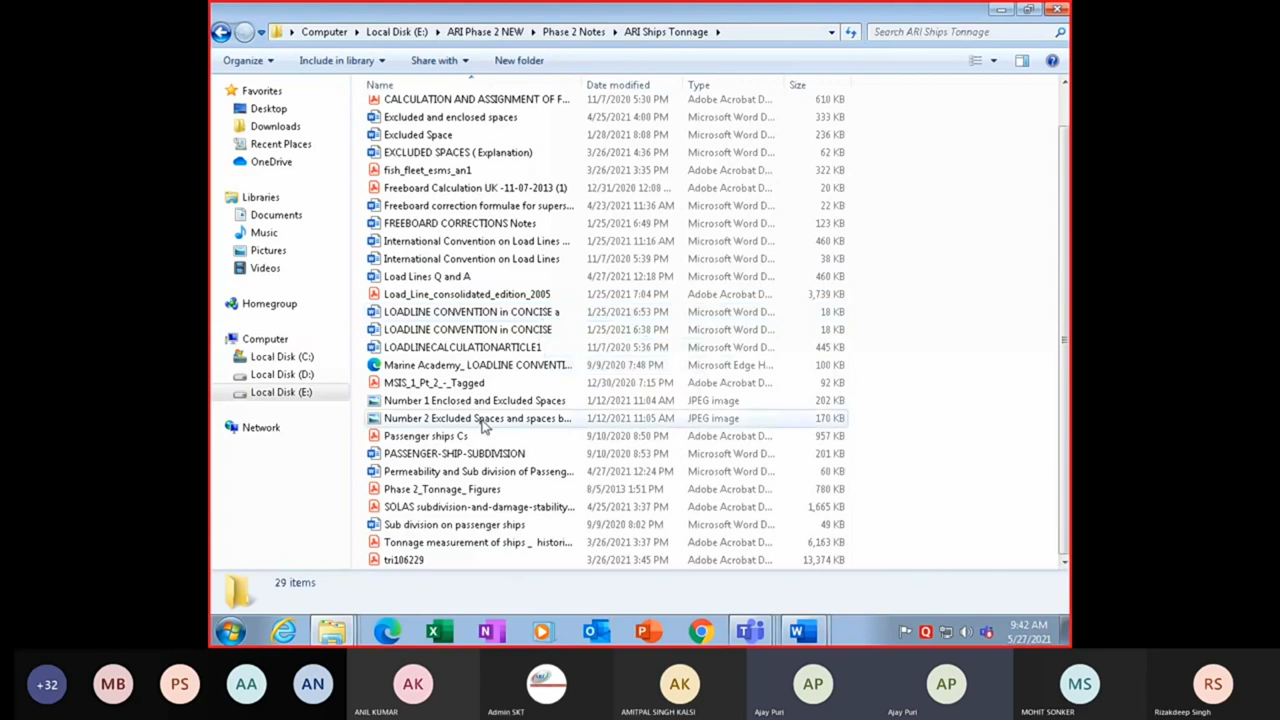 Computer Local Disk (E:) ARI Phase 2 NEW Phase 2 Notes ARI Ships Tonnage Search ARI Ships Tonnage
Organize Include in library Share with New folder
Name Date modified Type Size
Favorites
Desktop
Downloads
Recent Places
OneDrive
Libraries
Documents
Music
Pictures
Videos
Homegroup
Computer
Local Disk (C:)
Local Disk (D:)
Local Disk (E:)
Network
CALCULATION AND ASSIGNMENT OF F... 11/7/2020 5:30 PM Adobe Acrobat D... 610 KB
Excluded and enclosed spaces 4/25/2021 4:08 PM Microsoft Word D... 333 KB
Excluded Space 1/28/2021 8:08 PM Microsoft Word D... 236 KB
EXCLUDED SPACES ( Explanation) 3/26/2021 4:36 PM Microsoft Word D... 62 KB
fish_fleet_esms_an1 3/26/2021 3:35 PM Adobe Acrobat D... 322 KB
Freeboard Calculation UK -11-07-2013 (1) 12/31/2020 12:08 ... Adobe Acrobat D... 20 KB
Freeboard correction formulae for supers... 4/23/2021 11:36 AM Microsoft Word D... 22 KB
FREEBOARD CORRECTIONS Notes 1/25/2021 6:49 PM Microsoft Word D... 123 KB
International Convention on Load Lines ... 1/25/2021 11:16 AM Microsoft Word D... 460 KB
International Convention on Load Lines 11/7/2020 5:39 PM Microsoft Word D... 38 KB
Load Lines Q and A 4/27/2021 12:18 PM Microsoft Word D... 460 KB
Load_Line_consolidated_edition_2005 1/25/2021 7:04 PM Adobe Acrobat D... 3,739 KB
LOADLINE CONVENTION in CONCISE a 1/25/2021 6:53 PM Microsoft Word D... 18 KB
LOADLINE CONVENTION in CONCISE 1/25/2021 6:38 PM Microsoft Word D... 18 KB
LOADLINECALCULATIONARTICLE1 11/7/2020 5:36 PM Microsoft Word D... 445 KB
Marine Academy_ LOADLINE CONVENTI... 9/9/2020 7:48 PM Microsoft Edge H... 100 KB
MSIS_1_Pt_2_-_Tagged 12/30/2020 7:15 PM Adobe Acrobat D... 92 KB
Number 1 Enclosed and Excluded Spaces 1/12/2021 11:04 AM JPEG image 202 KB
Number 2 Excluded Spaces and spaces b... 1/12/2021 11:05 AM JPEG image 170 KB
Passenger ships Cs 9/10/2020 8:50 PM Adobe Acrobat D... 957 KB
PASSENGER-SHIP-SUBDIVISION 9/10/2020 8:53 PM Microsoft Word D... 201 KB
Permeability and Sub division of Passeng... 4/27/2021 12:24 PM Microsoft Word D... 60 KB
Phase 2_Tonnage_ Figures 8/5/2013 1:51 PM Adobe Acrobat D... 780 KB
SOLAS subdivision-and-damage-stability... 4/25/2021 3:37 PM Adobe Acrobat D... 1,665 KB
Sub division on passenger ships 9/9/2020 8:02 PM Microsoft Word D... 49 KB
Tonnage measurement of ships _ histori... 3/26/2021 3:37 PM Adobe Acrobat D... 6,163 KB
tri106229 3/26/2021 3:45 PM Adobe Acrobat D... 13,374 KB
29 items
9:42 AM
5/27/2021
+32 MB PS AA AN AK AK AP AP MS RS
ANIL KUMAR Admin SKT AMITPAL SINGH KALSI Ajay Puri Ajay Puri MOHIT SONKER Rizakdeep Singh